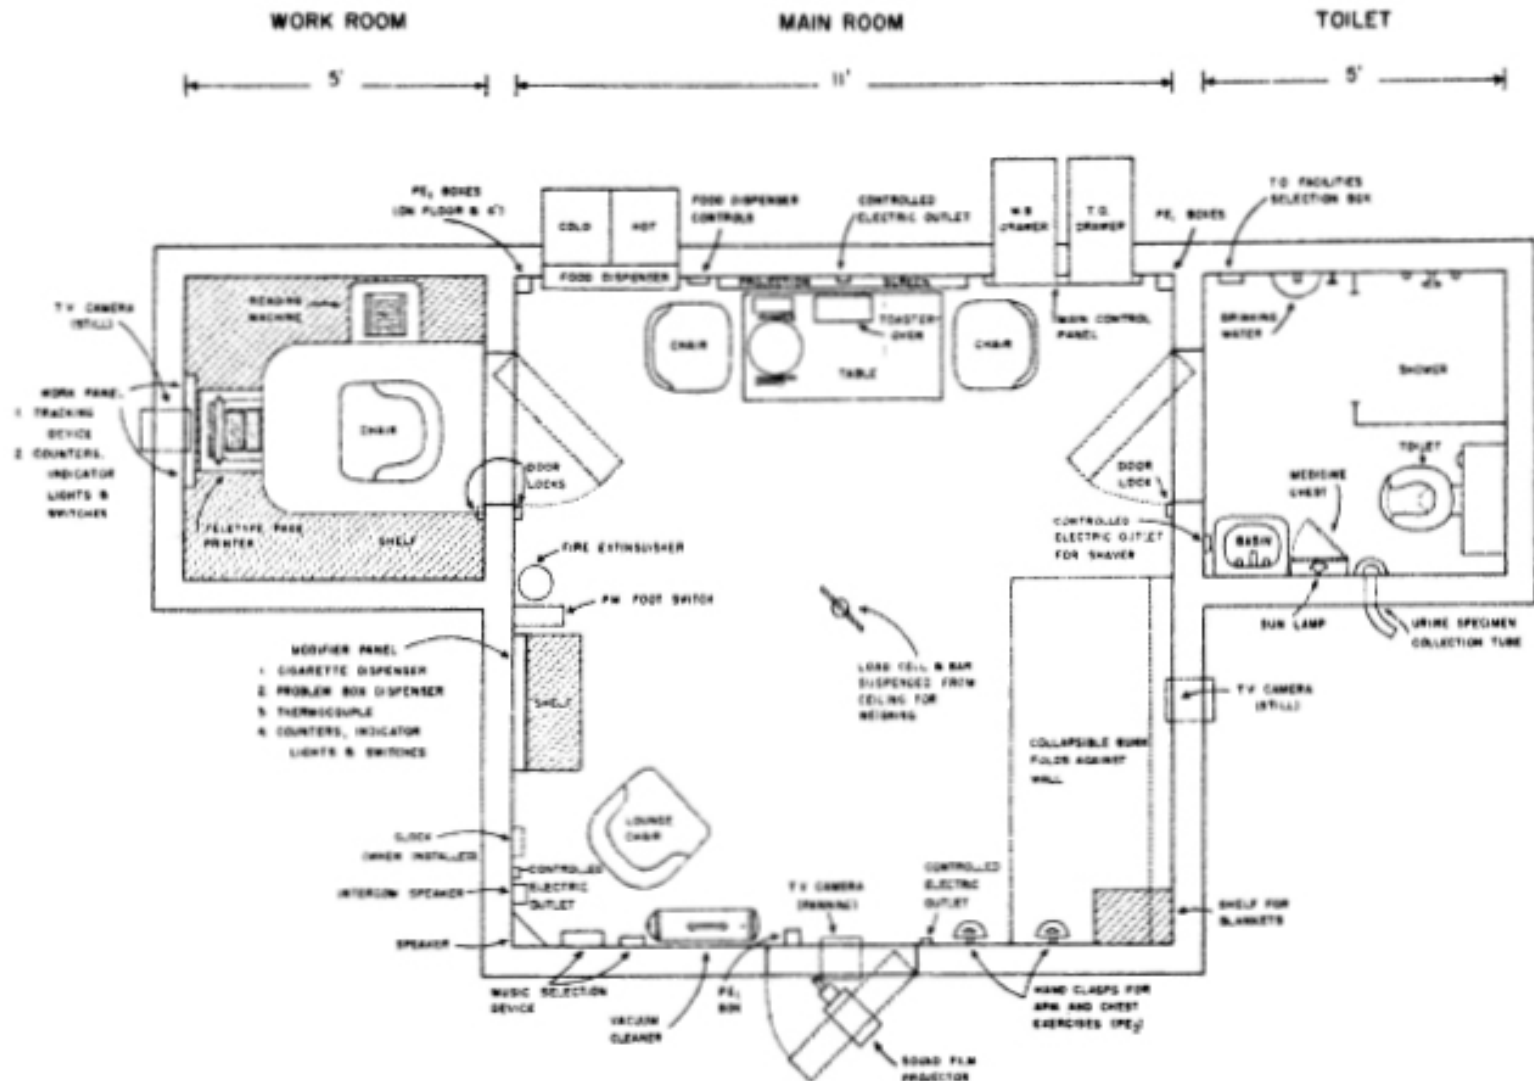 WORK ROOM
MAIN ROOM
TOILET
5'
11'
5'
PE, BOXES
(ON FLOOR & 6')
COLD
HOT
FOOD DISPENSER
FOOD DISPENSER
CONTROLS
CONTROLLED
ELECTRIC OUTLET
DRAWER
T.O.
DRAWER
PE, BOXES
T.O. FACILITIES
SELECTION BOX
READING
MACHINE
T V CAMERA
(STILL)
WORK PANEL
1. TRACKING
DEVICE
2. COUNTERS,
INDICATOR
LIGHTS &
SWITCHES
CHAIR
TELETYPE PAGE
PRINTER
SHELF
PROJECTION
SCREEN
CHAIR
TOASTER-
OVEN
TABLE
CHAIR
MAIN CONTROL
PANEL
DRINKING
WATER
SHOWER
TOILET
MEDICINE
CHEST
DOOR
LOCKS
DOOR
LOCK
CONTROLLED
ELECTRIC OUTLET
FOR SHAVER
BASIN
SUN LAMP
URINE SPECIMEN
COLLECTION TUBE
FIRE EXTINGUISHER
FOOT SWITCH
MODIFIER PANEL
1. CIGARETTE DISPENSER
2. PROBLEM BOX DISPENSER
3. THERMOCOUPLE
4. COUNTERS, INDICATOR
LIGHTS & SWITCHES
SHELF
LOAD CELL & BAR
SUSPENDED FROM
CEILING FOR
WEIGHING
T V CAMERA
(STILL)
COLLAPSIBLE BUNK
FOLDS AGAINST
WALL
LOUNGE
CHAIR
CLOCK
(WHEN INSTALLED)
CONTROLLED
ELECTRIC
OUTLET
INTERCOM SPEAKER
SPEAKER
MUSIC SELECTION
DEVICE
VACUUM
CLEANER
PE,
BOX
T V CAMERA
(PANNING)
CONTROLLED
ELECTRIC
OUTLET
SHELF FOR
BLANKETS
HAND CLASPS FOR
ARM AND CHEST
EXERCISES (PE₂)
SOUND FILM
PROJECTOR